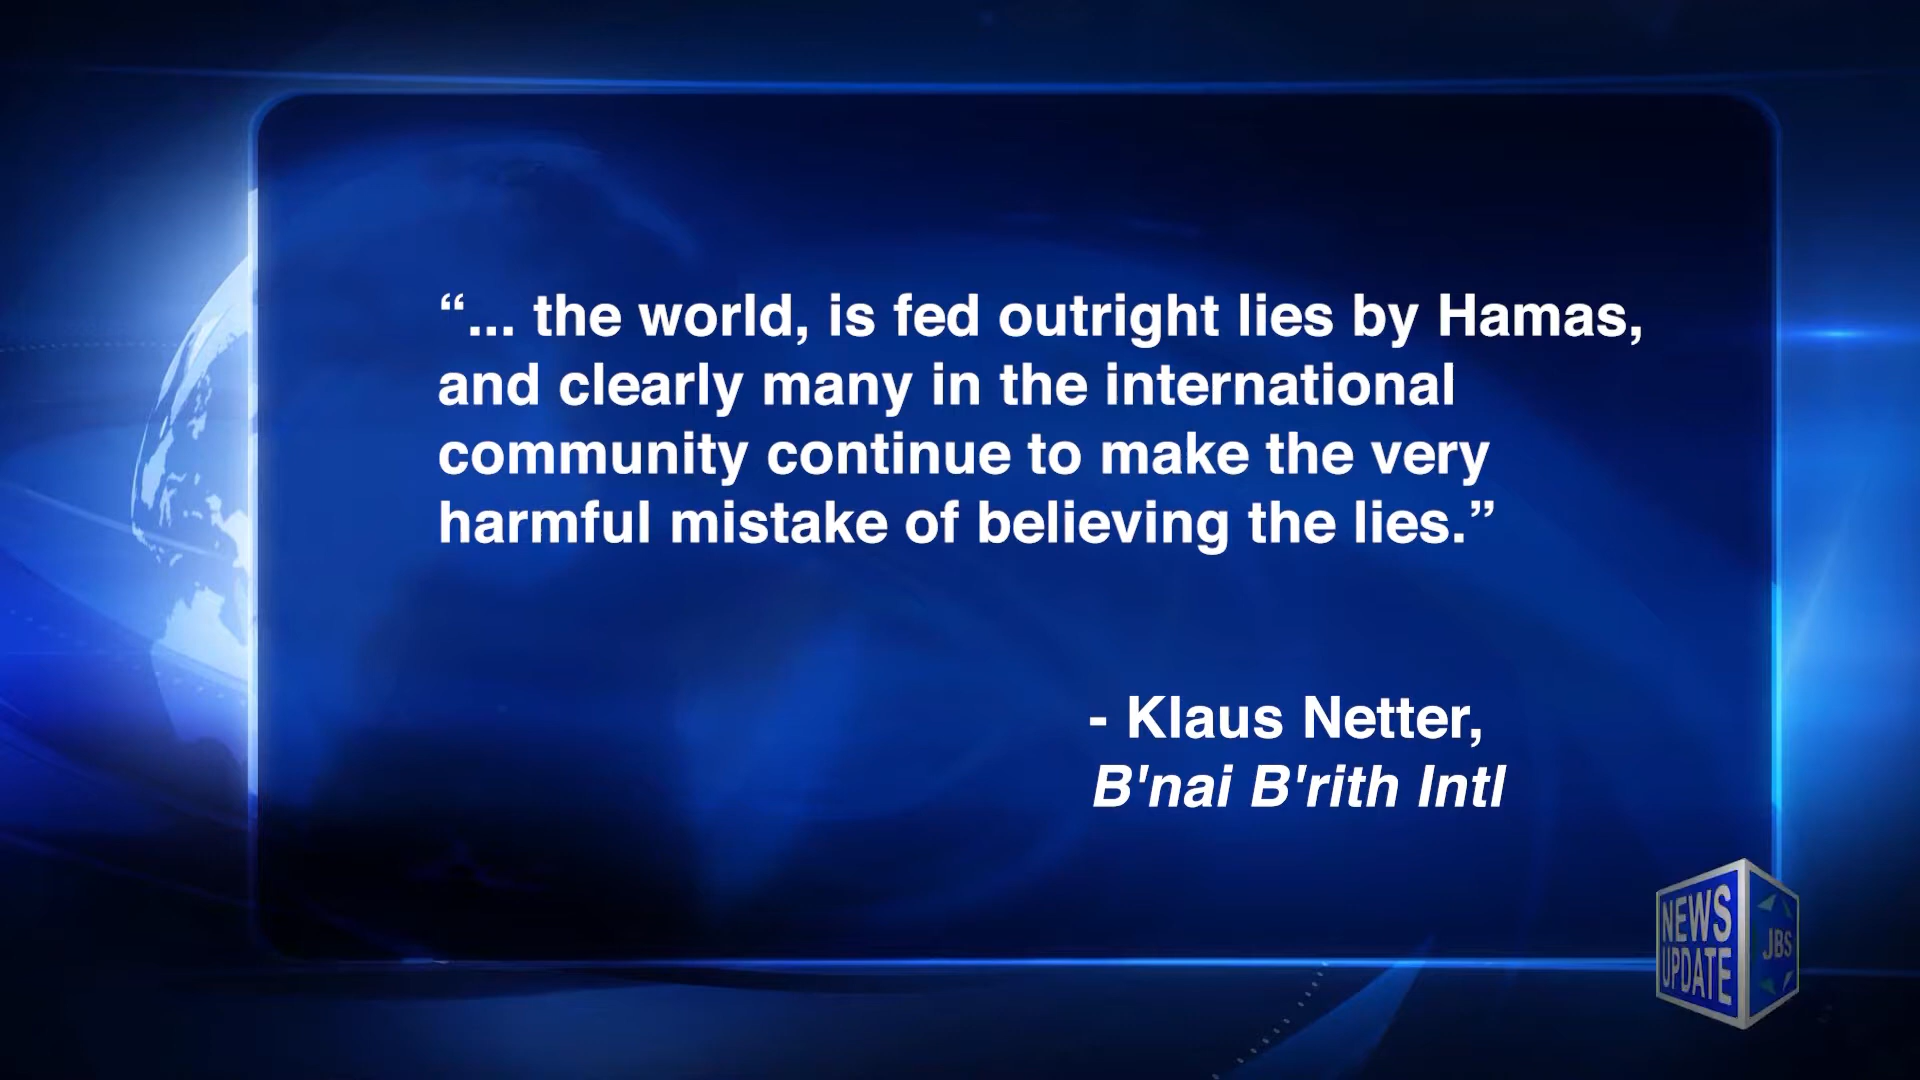 “... the world, is fed outright lies by Hamas,
and clearly many in the international
community continue to make the very
harmful mistake of believing the lies.”
- Klaus Netter,
B'nai B'rith Intl
NEWS
UPDATE
JBS